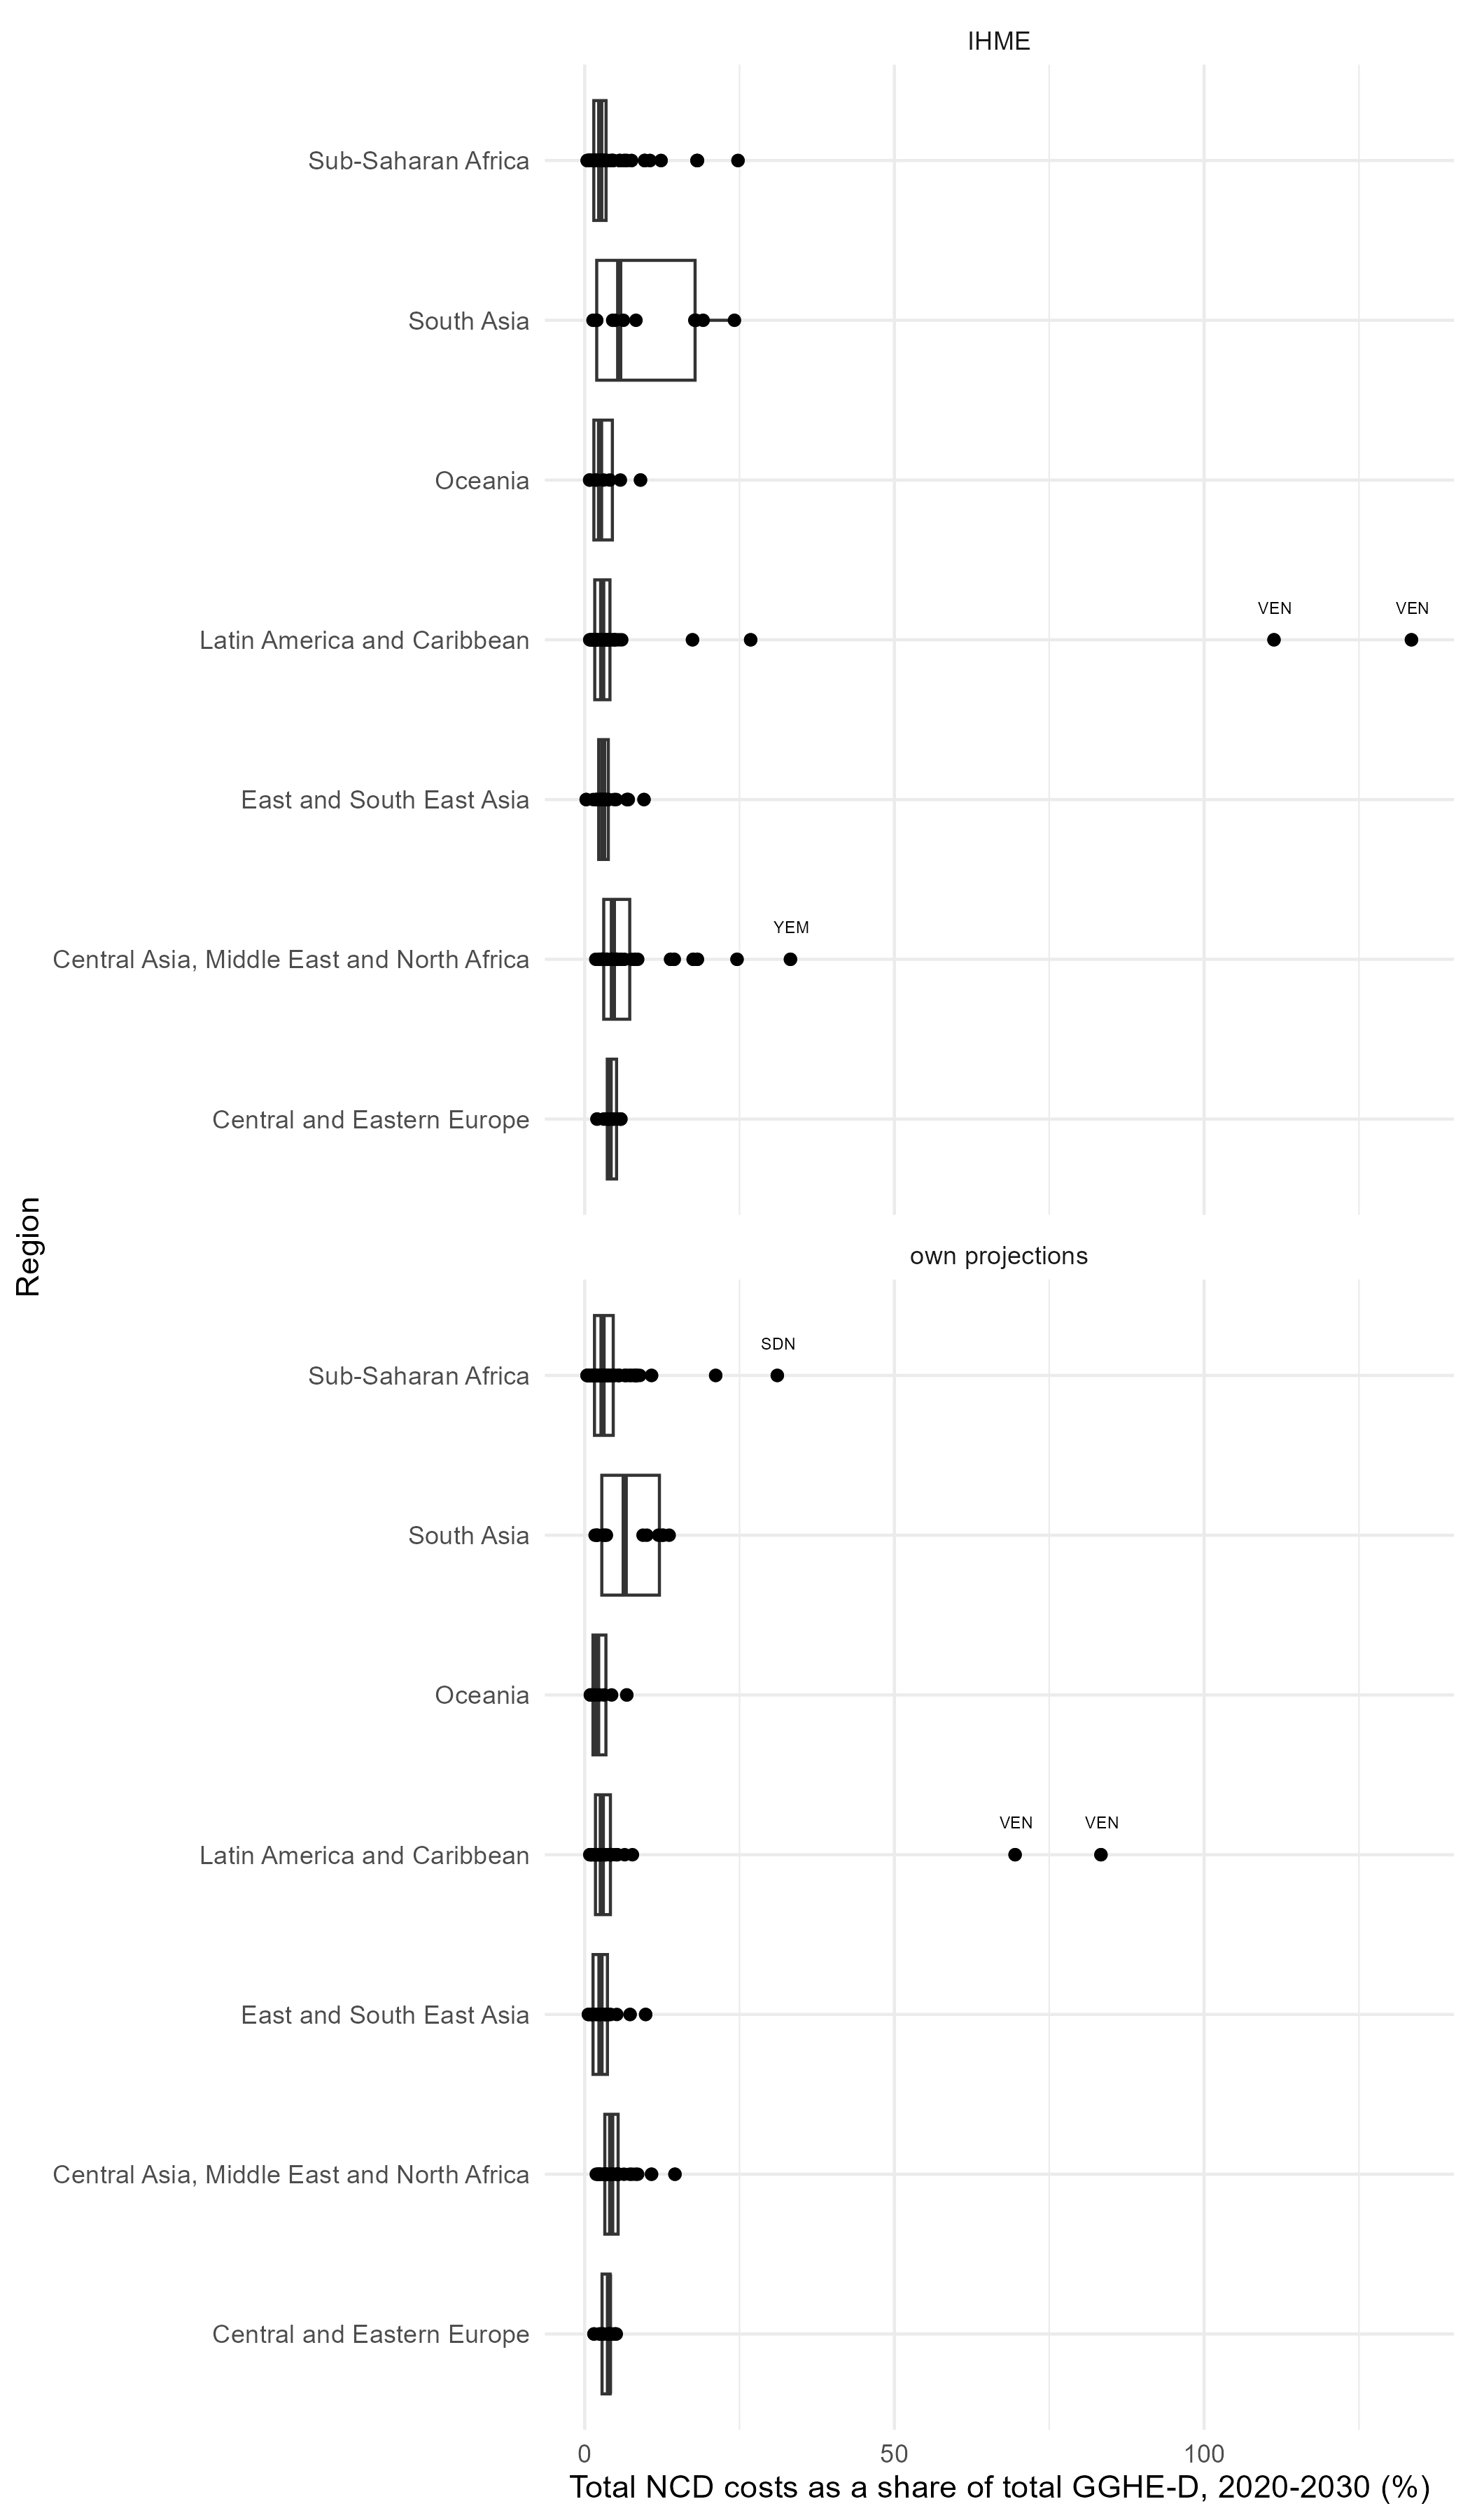 IHME
Sub-Saharan Africa
South Asia
Oceania
VEN VEN
Latin America and Caribbean
East and South East Asia
YEM
Central Asia, Middle East and North Africa
Central and Eastern Europe
Region
own projections
SDN
Sub-Saharan Africa
South Asia
Oceania
VEN VEN
Latin America and Caribbean
East and South East Asia
Central Asia, Middle East and North Africa
Central and Eastern Europe
0 50 100
Total NCD costs as a share of total GGHE-D, 2020-2030 (%)